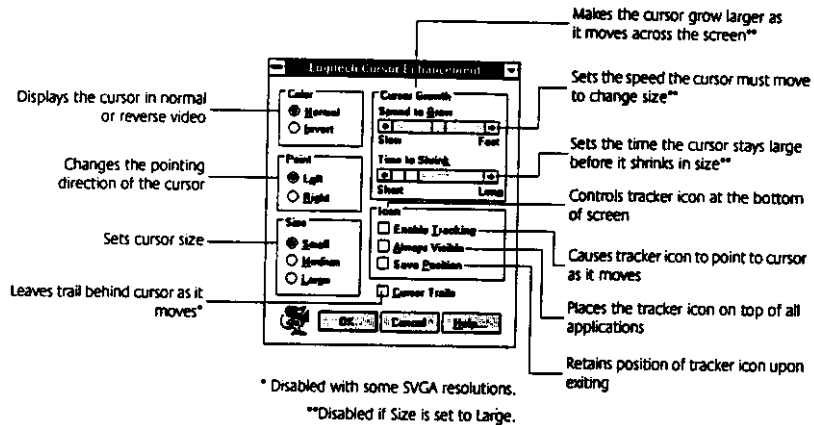 Makes the cursor grow larger as
it moves across the screen**
Logitech Cursor Enhancement
Displays the cursor in normal
or reverse video
Color
Normal
Invert
Cursor Growth
Speed to Grow
Slow Fast
Sets the speed the cursor must move
to change size**
Time to Shrink
Short Long
Sets the time the cursor stays large
before it shrinks in size**
Changes the pointing
direction of the cursor
Point
Left
Right
Controls tracker icon at the bottom
of screen
Icon
Enable Tracking
Always Visible
Save Position
Sets cursor size
Size
Small
Medium
Large
Causes tracker icon to point to cursor
as it moves
Leaves trail behind cursor as it
moves*
Cursor Trails
Places the tracker icon on top of all
applications
OK Cancel Help...
Retains position of tracker icon upon
exiting
* Disabled with some SVGA resolutions.
**Disabled if Size is set to Large.